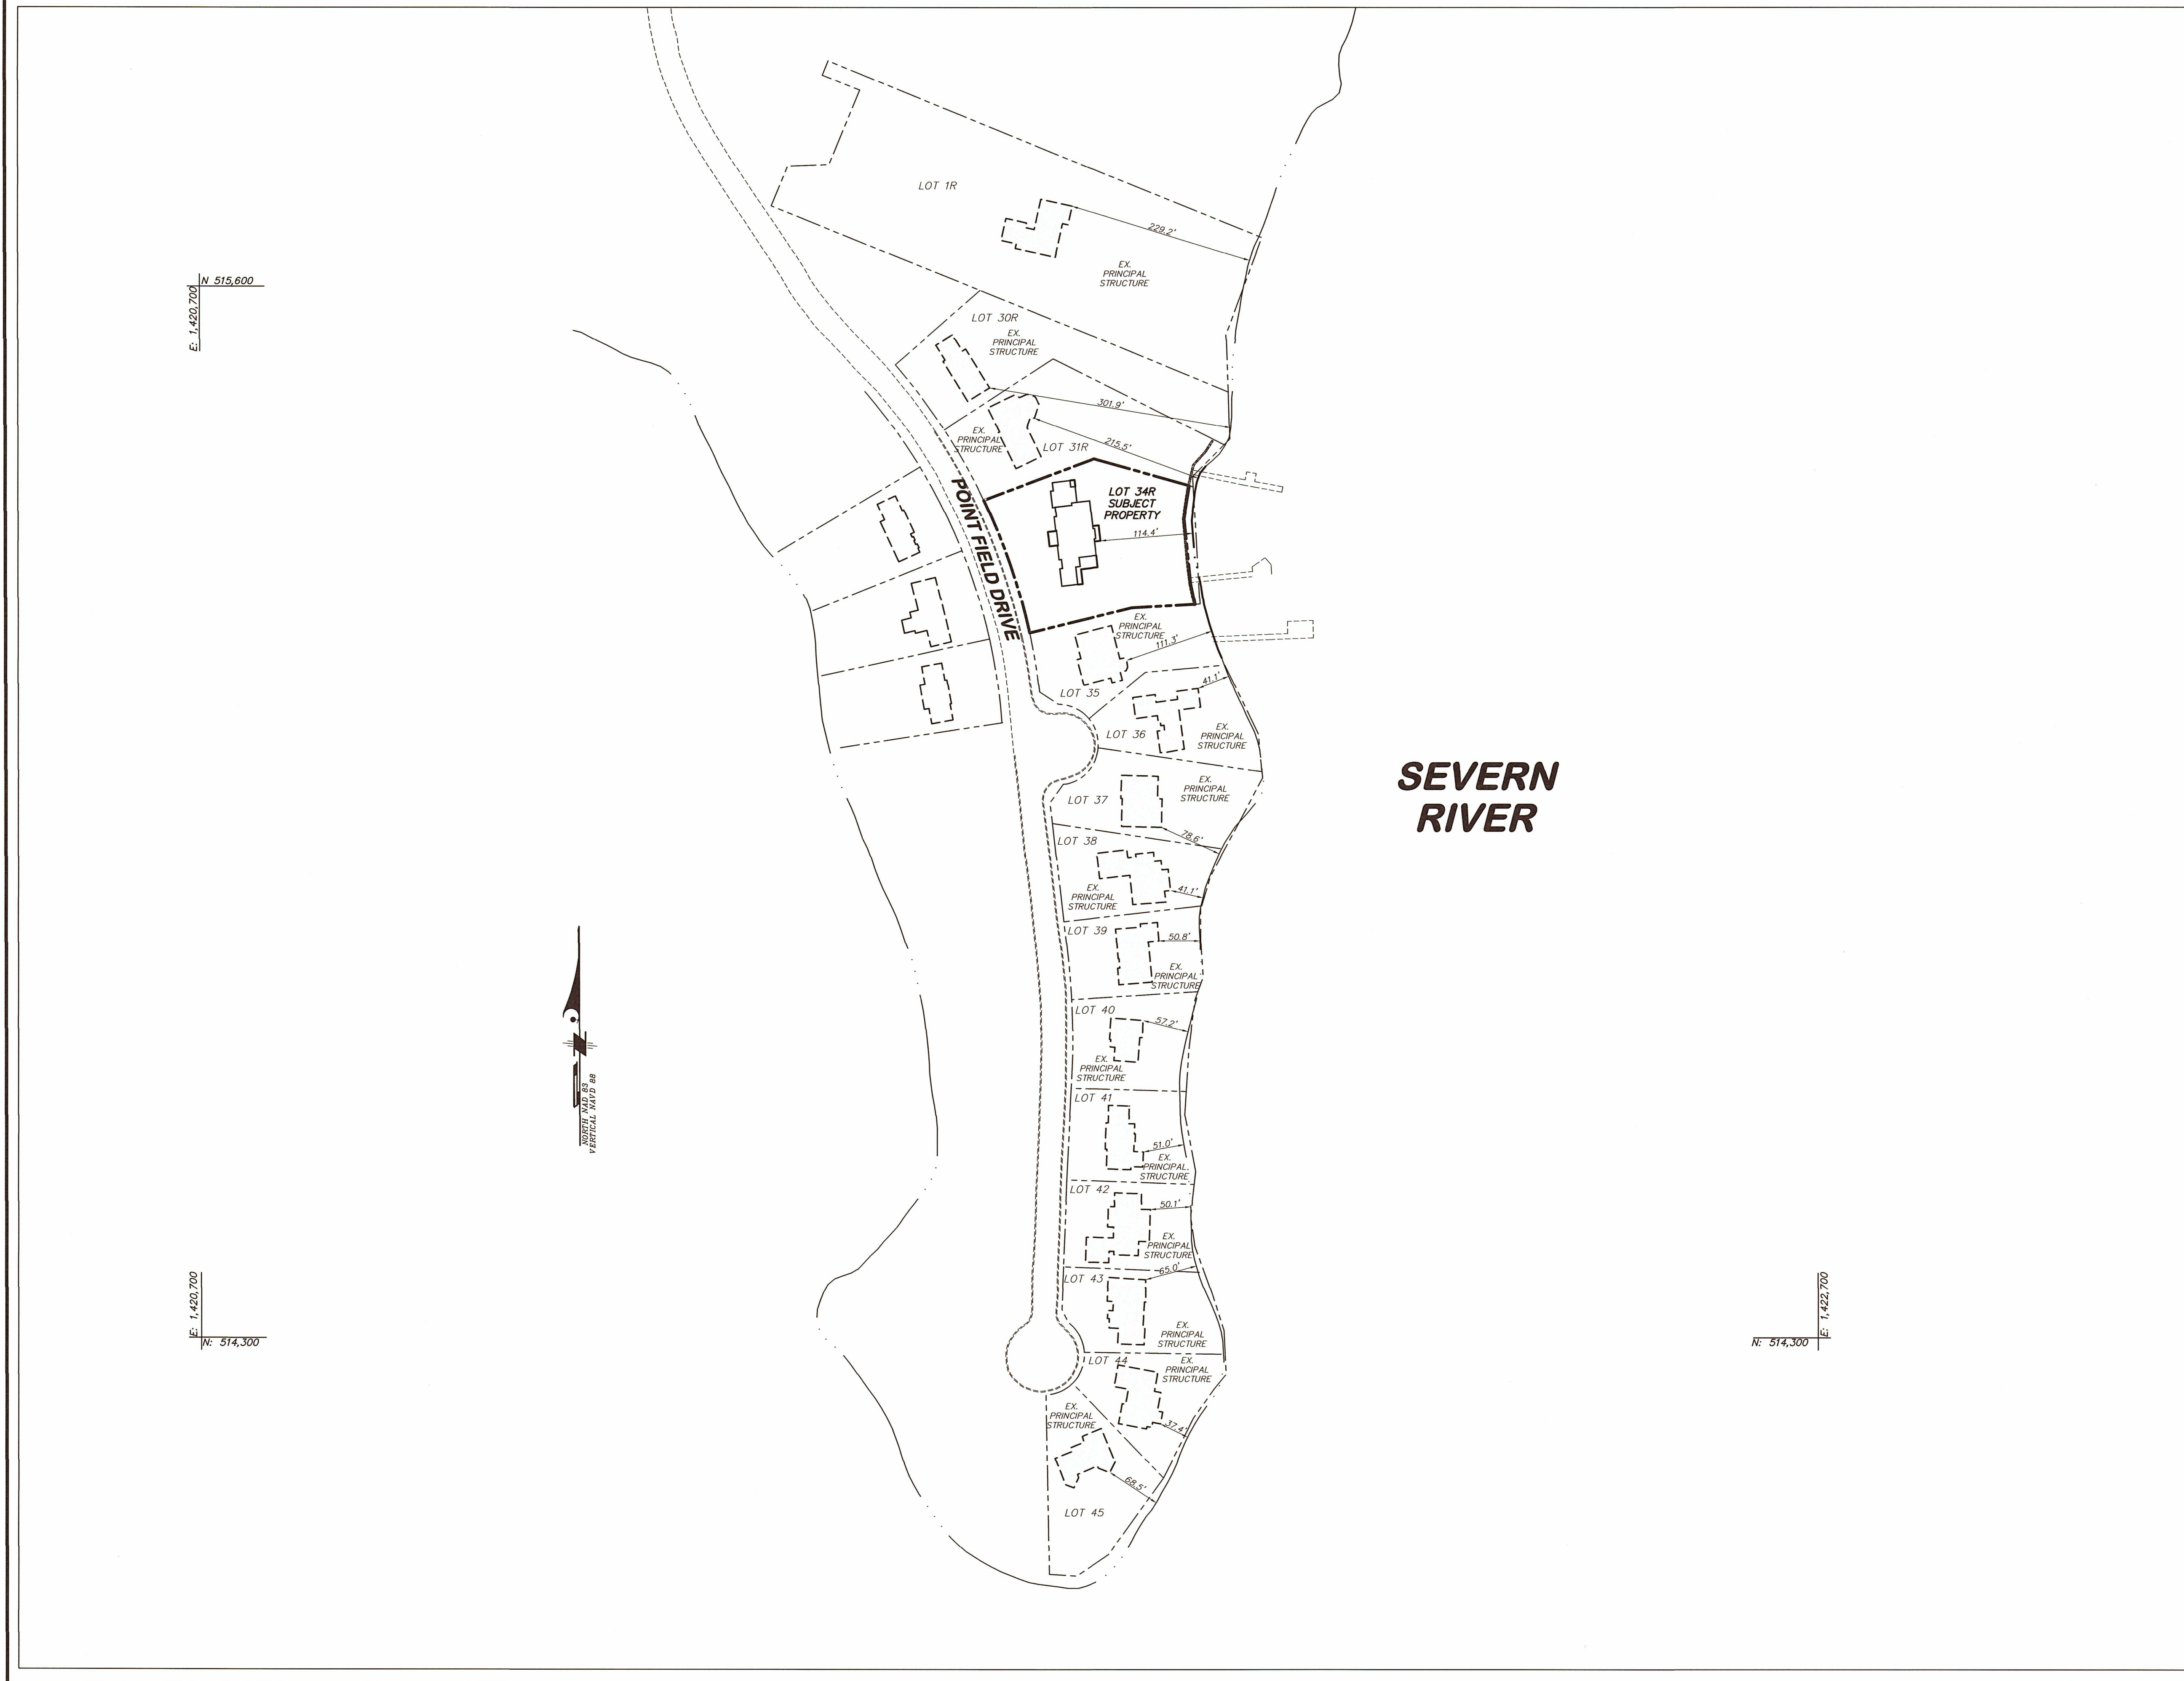 LOT 1R
229.2'
EX.
PRINCIPAL
STRUCTURE
N 515,600
E: 1,420,700
LOT 30R
EX.
PRINCIPAL
STRUCTURE
301.9'
EX.
PRINCIPAL
STRUCTURE
LOT 31R
215.5'
POINT FIELD DRIVE
LOT 34R
SUBJECT
PROPERTY
114.4'
EX.
PRINCIPAL
STRUCTURE
111.3'
LOT 35
41.1'
LOT 36
EX.
PRINCIPAL
STRUCTURE
SEVERN
RIVER
LOT 37
EX.
PRINCIPAL
STRUCTURE
78.6'
LOT 38
EX.
PRINCIPAL
STRUCTURE
41.1'
LOT 39
50.8'
EX.
PRINCIPAL
STRUCTURE
LOT 40
57.2'
EX.
PRINCIPAL
STRUCTURE
NORTH NAD 83
VERTICAL NAVD 88
LOT 41
51.0'
EX.
PRINCIPAL
STRUCTURE
LOT 42
50.1'
EX.
PRINCIPAL
STRUCTURE
LOT 43
65.0'
EX.
PRINCIPAL
STRUCTURE
E: 1,420,700
N: 514,300
E: 1,422,700
N: 514,300
LOT 44
EX.
PRINCIPAL
STRUCTURE
37.4'
EX.
PRINCIPAL
STRUCTURE
68.5'
LOT 45